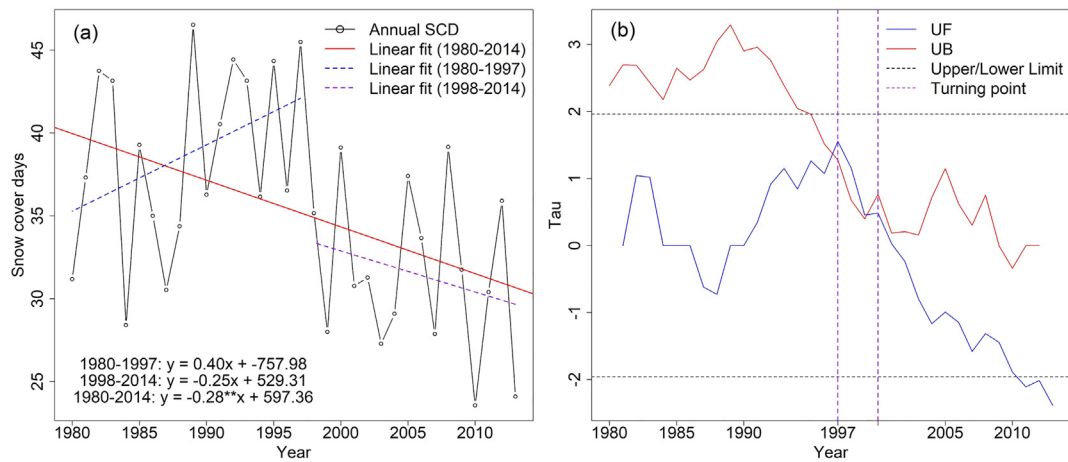 (a)
Annual SCD
Linear fit (1980-2014)
Linear fit (1980-1997)
Linear fit (1998-2014)
Snow cover days
45
40
35
30
25
1980-1997: y = 0.40x + -757.98
1998-2014: y = -0.25x + 529.31
1980-2014: y = -0.28**x + 597.36
1980 1985 1990 1995 2000 2005 2010
Year
(b)
UF
UB
Upper/Lower Limit
Turning point
Tau
3
2
1
0
-1
-2
1980 1985 1990 1997 2005 2010
Year